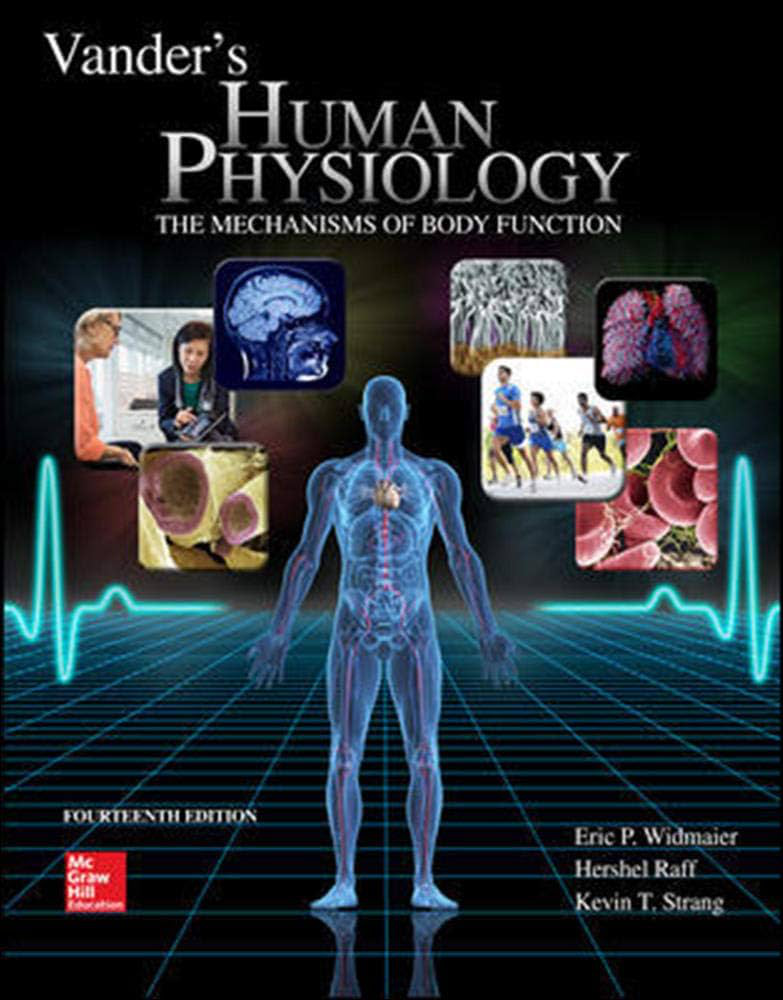 Vander's
HUMAN
PHYSIOLOGY
THE MECHANISMS OF BODY FUNCTION
FOURTEENTH EDITION
Mc
Graw
Hill
Education
Eric P. Widmaier
Hershel Raff
Kevin T. Strang